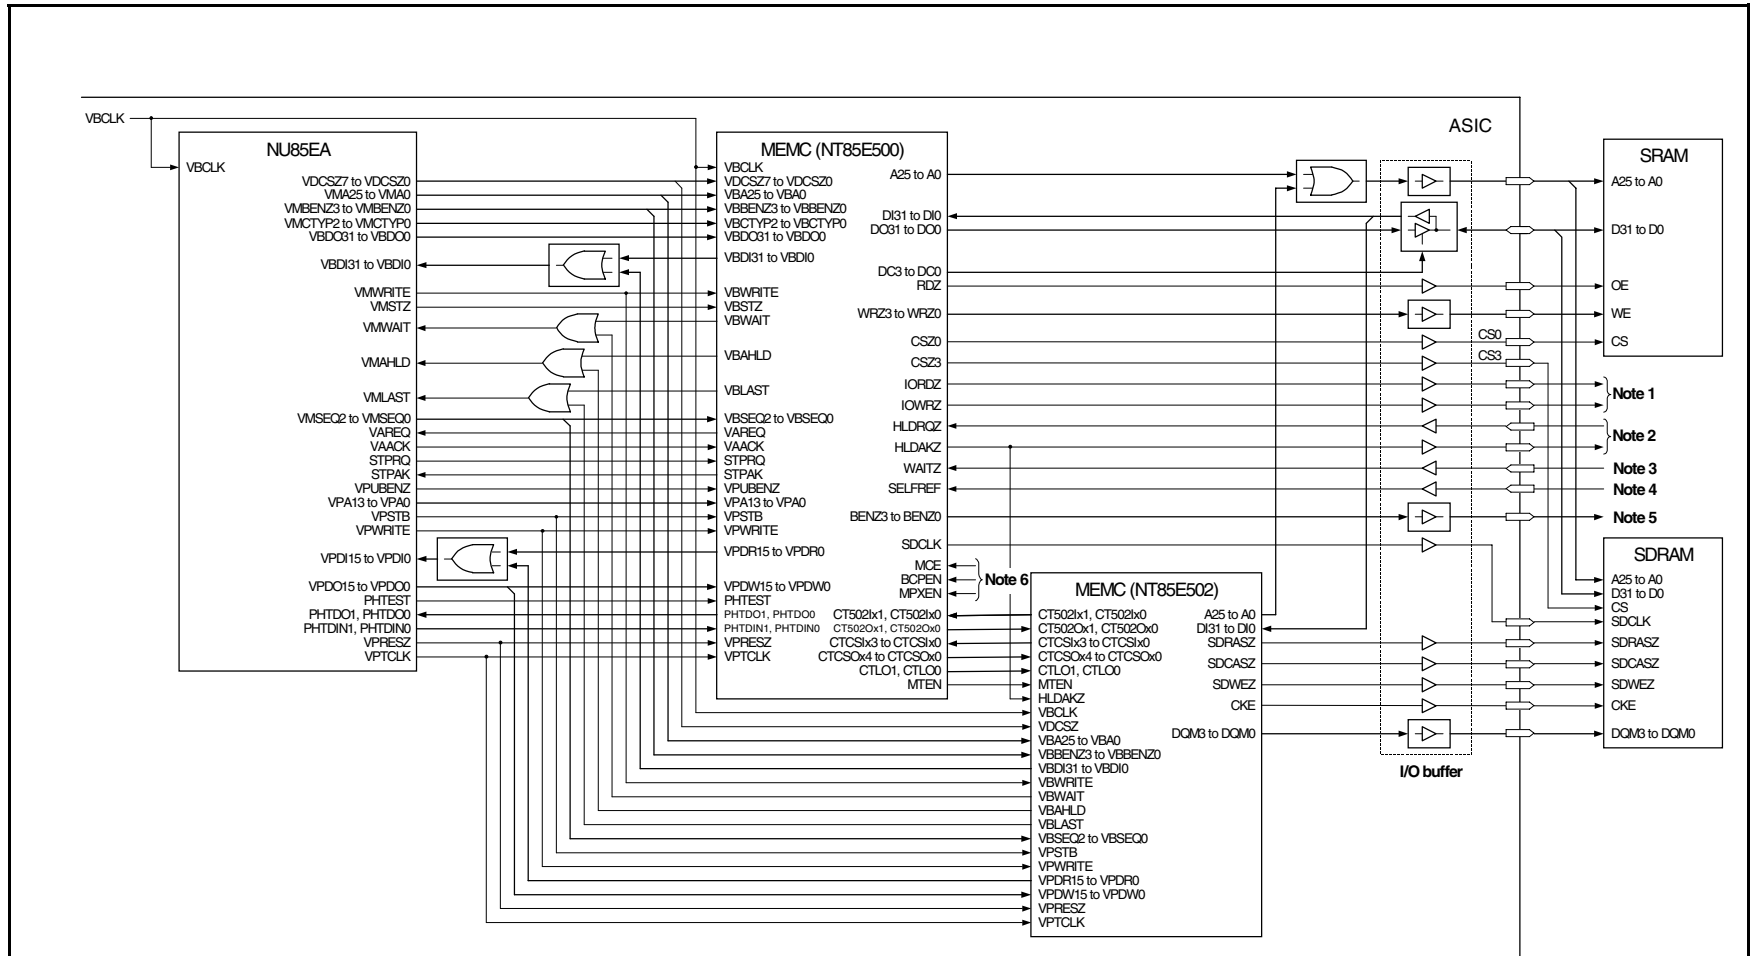 VBCLK
ASIC
NU85EA
VBCLK
VDCSZ7 to VDCSZ0
VMA25 to VMA0
VMBENZ3 to VMBENZ0
VMCTYP2 to VMCTYP0
VBDO31 to VBDO0
VBDI31 to VBDI0
VMWRITE
VMSTZ
VMWAIT
VMAHLD
VMLAST
VMSEQ2 to VMSEQ0
VAREQ
VAACK
STPRQ
STPAK
VPUBENZ
VPA13 to VPA0
VPSTB
VPWRITE
VPDI15 to VPDI0
VPDO15 to VPDO0
PHTEST
PHTDO1, PHTDO0
PHTDIN1, PHTDIN0
VPRESZ
VPTCLK
MEMC (NT85E500)
VBCLK
VDCSZ7 to VDCSZ0
VBA25 to VBA0
VBBENZ3 to VBBENZ0
VBCTYP2 to VBCTYP0
VBDO31 to VBDO0
VBDI31 to VBDI0
VBWRITE
VBSTZ
VBWAIT
VBAHLD
VBLAST
VBSEQ2 to VBSEQ0
VAREQ
VAACK
STPRQ
STPAK
VPUBENZ
VPA13 to VPA0
VPSTB
VPWRITE
VPDR15 to VPDR0
VPDW15 to VPDW0
PHTEST
PHTDO1, PHTDO0
PHTDIN1, PHTDIN0
VPRESZ
VPTCLK
A25 to A0
DI31 to DI0
DO31 to DO0
DC3 to DC0
RDZ
WRZ3 to WRZ0
CSZ0
CSZ3
IORDZ
IOWRZ
HLDRQZ
HLDAKZ
WAITZ
SELFREF
BENZ3 to BENZ0
SDCLK
MCE
BCPEN
MPXEN
Note 6
CT502Ix1, CT502Ix0
CT502Ox1, CT502Ox0
CTCSIx3 to CTCSIx0
CTCSOx4 to CTCSOx0
CTLO1, CTLO0
MTEN
MEMC (NT85E502)
CT502Ix1, CT502Ix0
CT502Ox1, CT502Ox0
CTCSIx3 to CTCSIx0
CTCSOx4 to CTCSOx0
CTLO1, CTLO0
MTEN
HLDAKZ
VBCLK
VDCSZ
VBA25 to VBA0
VBBENZ3 to VBBENZ0
VBDI31 to VBDI0
VBWRITE
VBWAIT
VBAHLD
VBLAST
VBSEQ2 to VBSEQ0
VPSTB
VPWRITE
VPDR15 to VPDR0
VPDW15 to VPDW0
VPRESZ
VPTCLK
A25 to A0
DI31 to DI0
SDRASZ
SDCASZ
SDWEZ
CKE
DQM3 to DQM0
I/O buffer
CS0
CS3
SRAM
A25 to A0
D31 to D0
OE
WE
CS
Note 1
Note 2
Note 3
Note 4
Note 5
SDRAM
A25 to A0
D31 to D0
CS
SDCLK
SDRASZ
SDCASZ
SDWEZ
CKE
DQM3 to DQM0